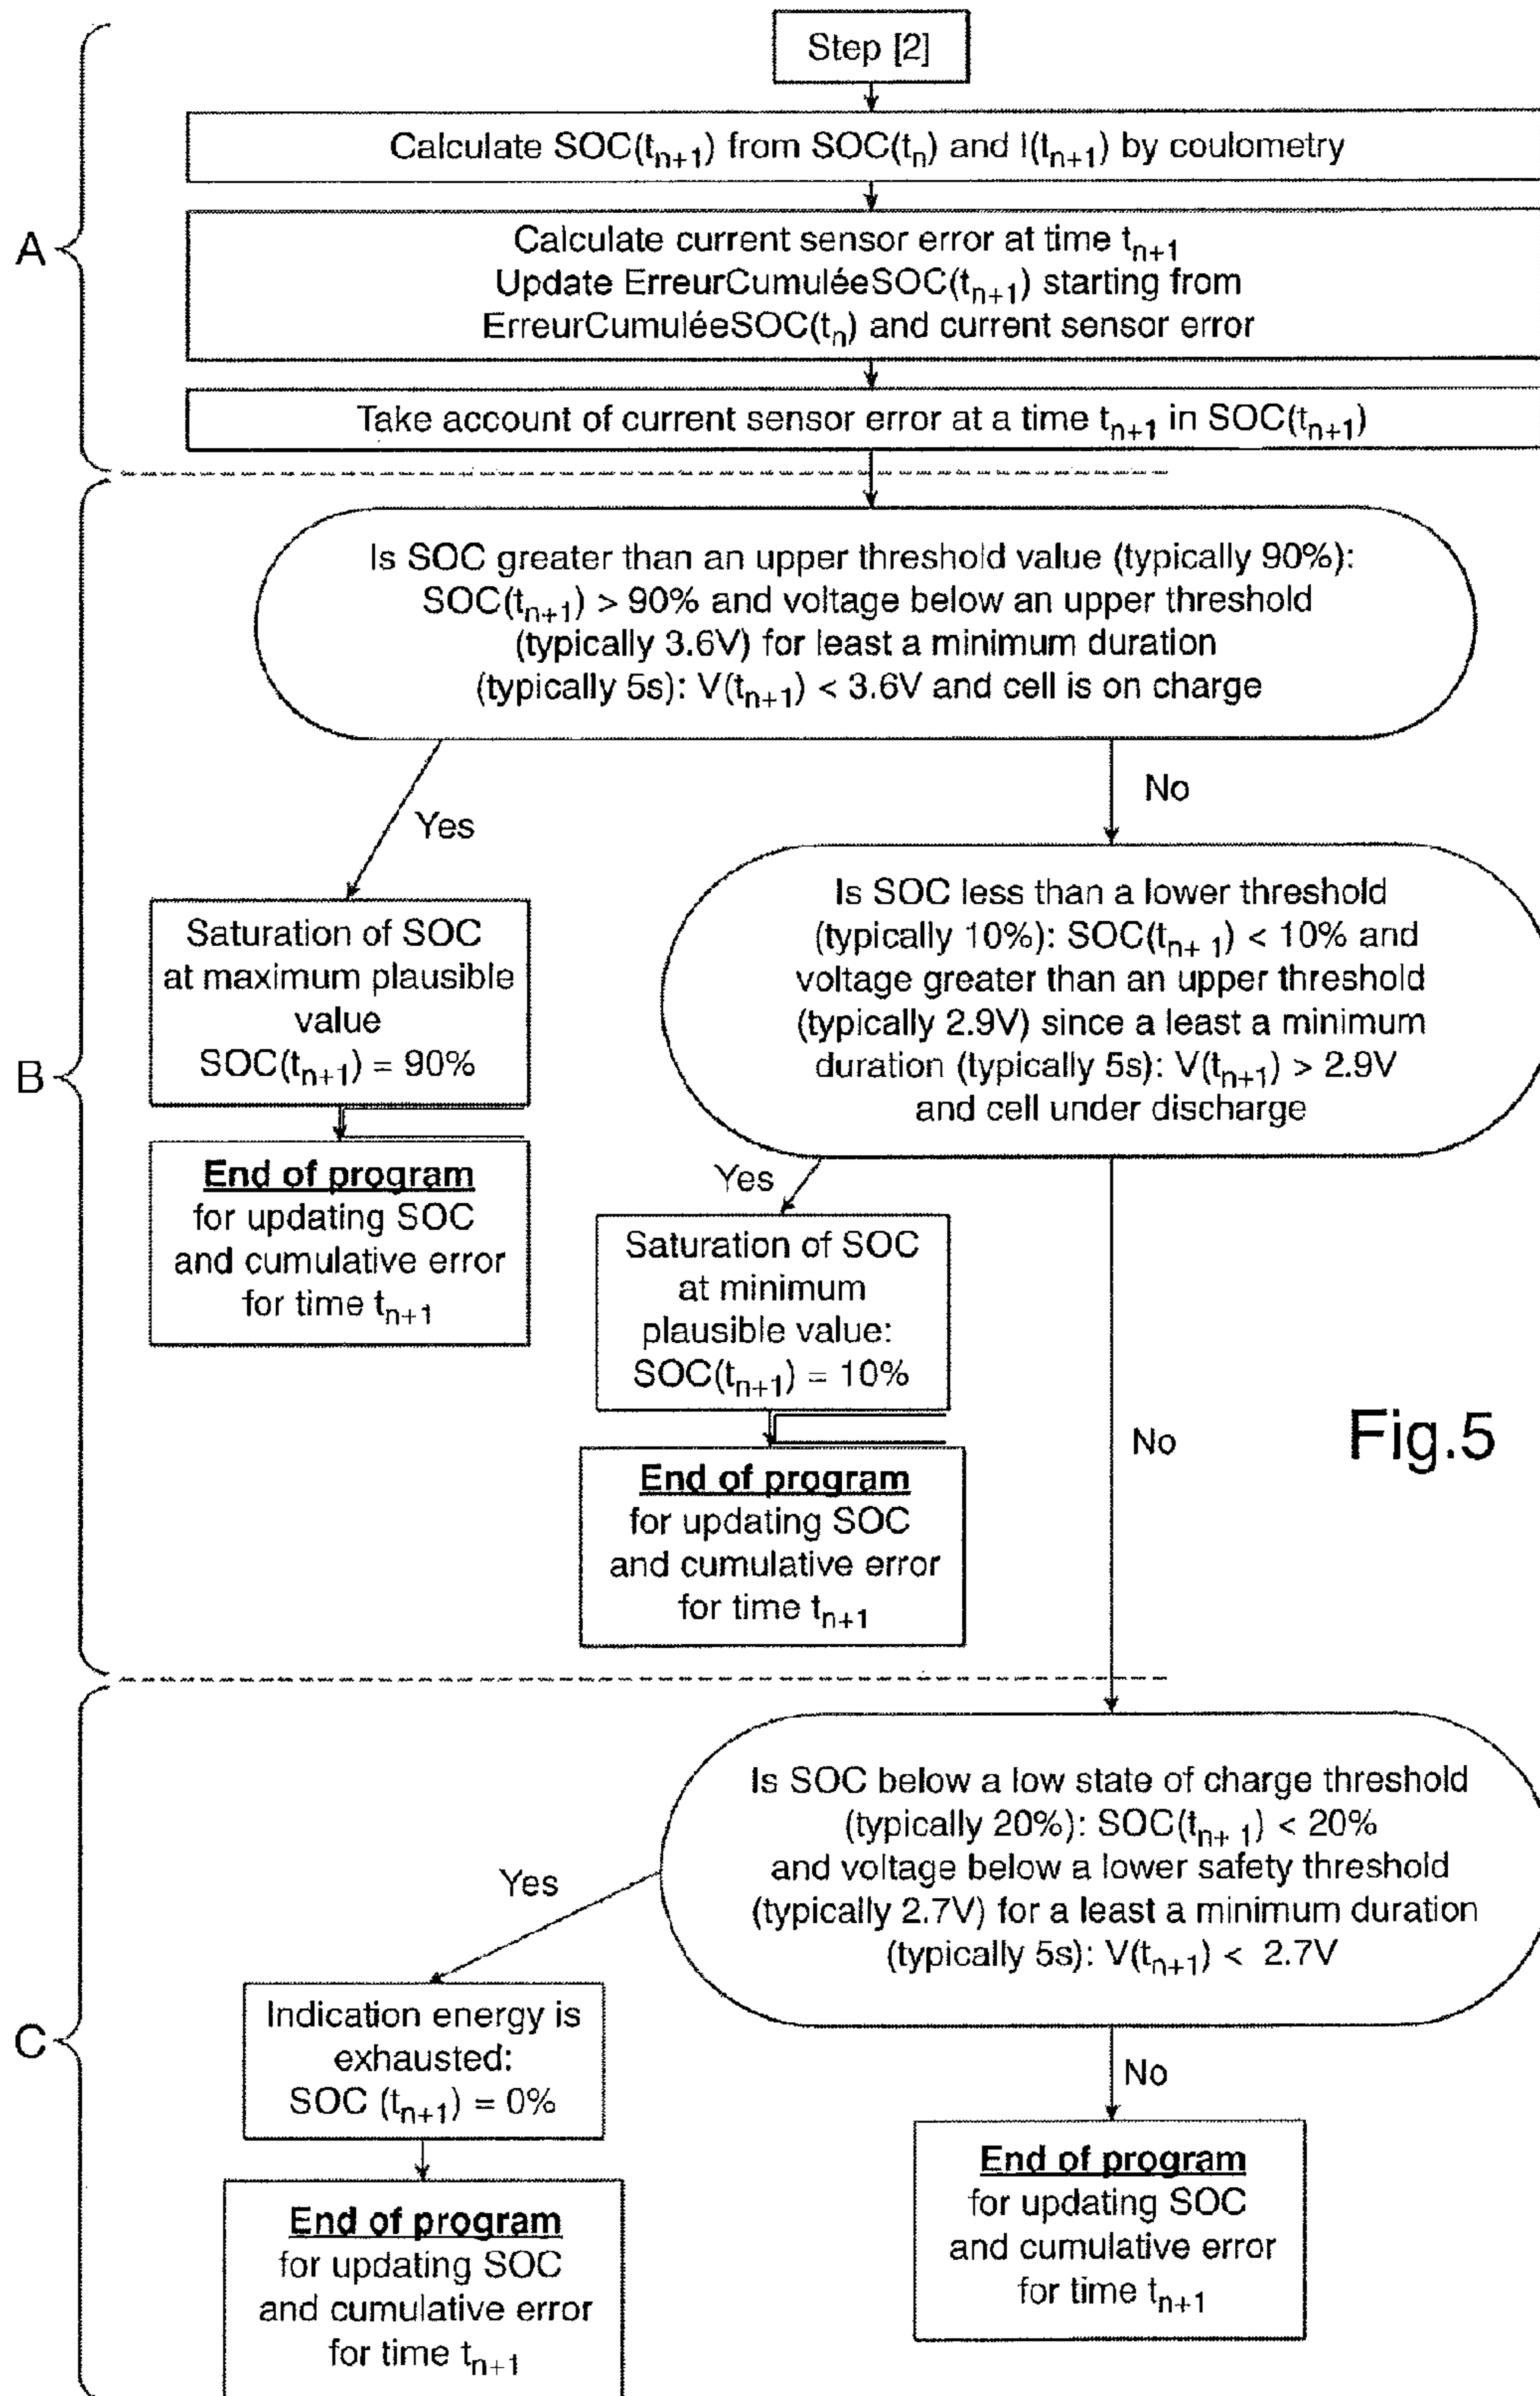 Step [2]
Calculate SOC(tn+1) from SOC(tn) and I(tn+1) by coulometry
A
Calculate current sensor error at time tn+1
Update ErreurCumuléeSOC(tn+1) starting from
ErreurCumuléeSOC(tn) and current sensor error
Take account of current sensor error at a time tn+1 in SOC(tn+1)
B
Is SOC greater than an upper threshold value (typically 90%):
SOC(tn+1) > 90% and voltage below an upper threshold
(typically 3.6V) for least a minimum duration
(typically 5s): V(tn+1) < 3.6V and cell is on charge
Yes
No
Saturation of SOC
at maximum plausible
value
SOC(tn+1) = 90%
End of program
for updating SOC
and cumulative error
for time tn+1
Is SOC less than a lower threshold
(typically 10%): SOC(tn+ 1) < 10% and
voltage greater than an upper threshold
(typically 2.9V) since a least a minimum
duration (typically 5s): V(tn+1) > 2.9V
and cell under discharge
Yes
No
Saturation of SOC
at minimum
plausible value:
SOC(tn+1) = 10%
End of program
for updating SOC
and cumulative error
for time tn+1
Fig.5
C
Is SOC below a low state of charge threshold
(typically 20%): SOC(tn+ 1) < 20%
and voltage below a lower safety threshold
(typically 2.7V) for a least a minimum duration
(typically 5s): V(tn+1) < 2.7V
Yes
No
Indication energy is
exhausted:
SOC (tn+1) = 0%
End of program
for updating SOC
and cumulative error
for time tn+1
End of program
for updating SOC
and cumulative error
for time tn+1